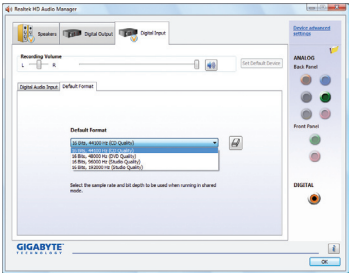 Realtek HD Audio Manager
Speakers
Digital Output
Digital Input
Device advanced
settings
Recording Volume
L
R
Set Default Device
ANALOG
Back Panel
Digital Audio Input
Default Format
Default Format
16 Bits, 44100 Hz (CD Quality)
16 Bits, 44100 Hz (CD Quality)
16 Bits, 48000 Hz (DVD Quality)
16 Bits, 96000 Hz (Studio Quality)
16 Bits, 192000 Hz (Studio Quality)
Front Panel
Select the sample rate and bit depth to be used when running in shared
mode.
DIGITAL
GIGABYTE
TECHNOLOGY
OK